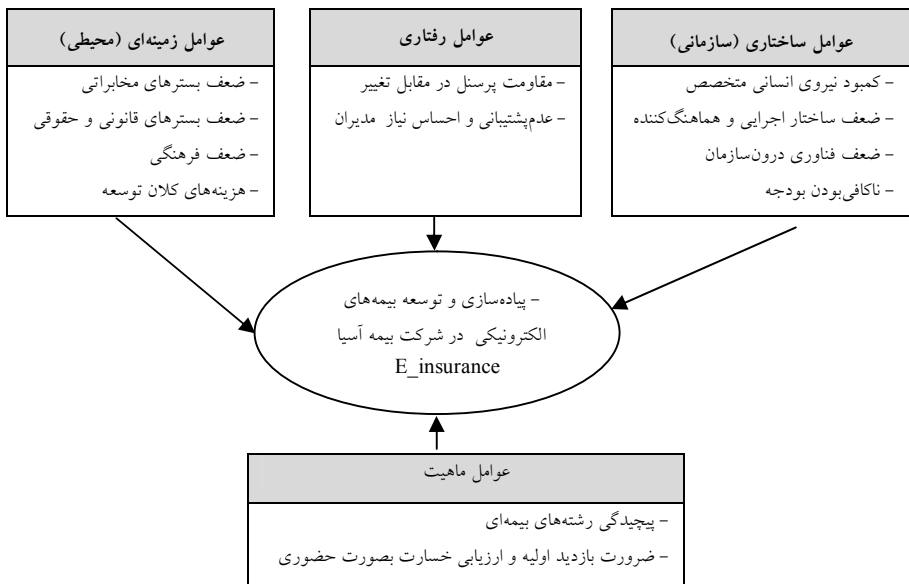 عوامل ساختاری (سازمانی)
- کمبود نیروی انسانی متخصص
- ضعف ساختار اجرایی و هماهنگ‌کننده
- ضعف فناوری درون‌سازمان
- ناکافی‌بودن بودجه
عوامل رفتاری
- مقاومت پرسنل در مقابل تغییر
- عدم‌پشتیبانی و احساس نیاز مدیران
عوامل زمینه‌ای (محیطی)
- ضعف بسترهای مخابراتی
- ضعف بسترهای قانونی و حقوقی
- ضعف فرهنگی
- هزینه‌های کلان توسعه
- پیاده‌سازی و توسعه بیمه‌های
الکترونیکی در شرکت بیمه آسیا
E_insurance
عوامل ماهیت
- پیچیدگی رشته‌های بیمه‌ای
- ضرورت بازدید اولیه و ارزیابی خسارت بصورت حضوری